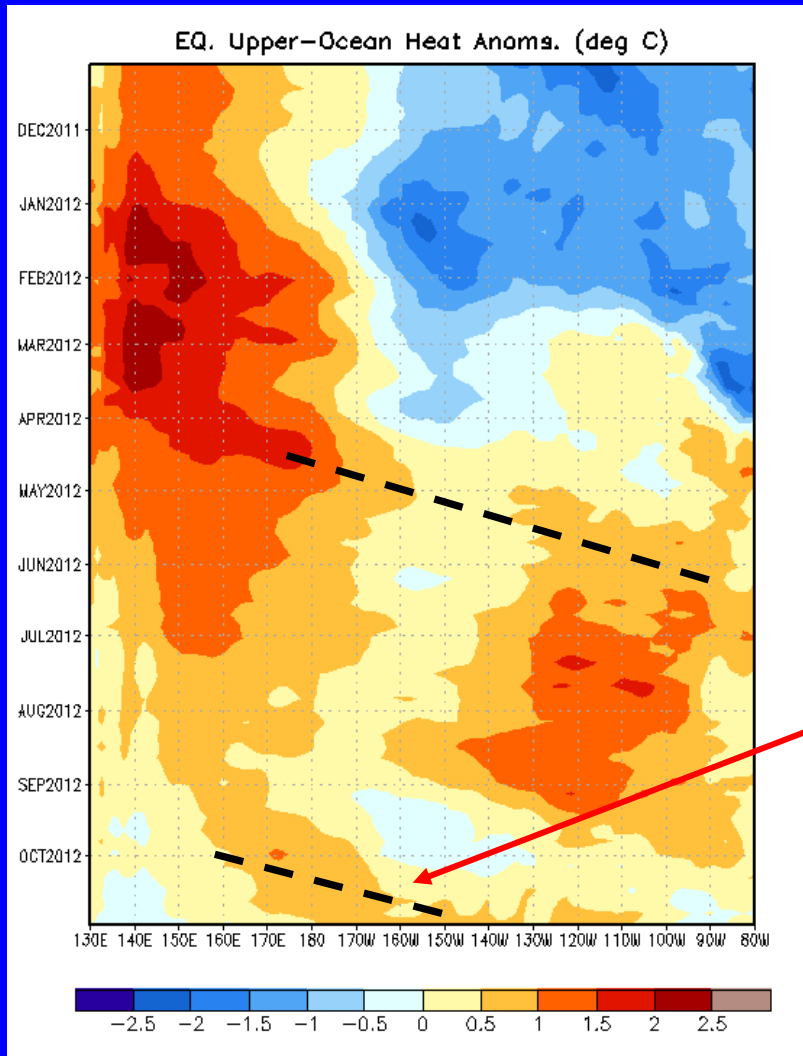 EQ. Upper-Ocean Heat Anoms. (deg C)
DEC2011
JAN2012
FEB2012
MAR2012
APR2012
MAY2012
JUN2012
JUL2012
AUG2012
SEP2012
OCT2012
130E 140E 150E 160E 170E 180 170W 160W 150W 140W 130W 120W 110W 100W 90W 80W
-2.5 -2 -1.5 -1 -0.5 0 0.5 1 1.5 2 2.5